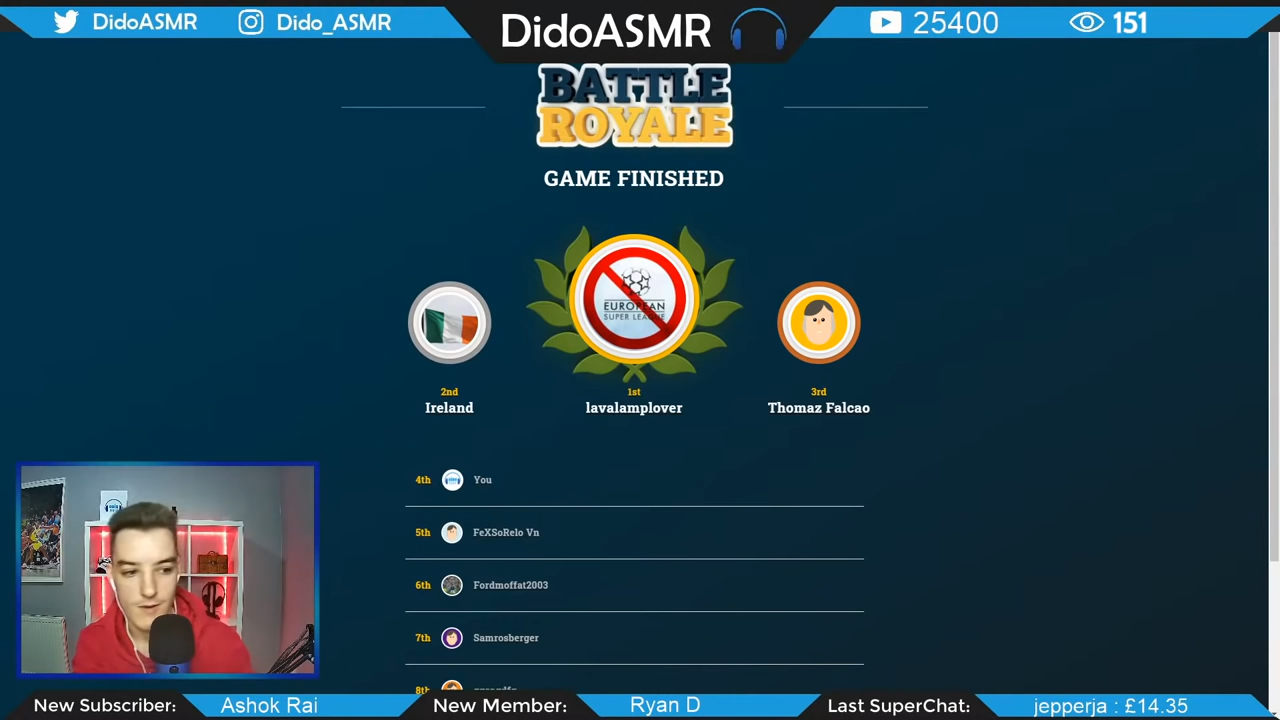 DidoASMR
Dido_ASMR
DidoASMR
25400
151
BATTLE
ROYALE
GAME FINISHED
EUROPEAN
SUPER LEAGUE
2nd
Ireland
1st
lavalamplover
3rd
Thomaz Falcao
4th You
5th FeXSoRelo Vn
6th Fordmoffat2003
7th Samrosberger
8th
New Subscriber: Ashok Rai
New Member: Ryan D
Last SuperChat: jepperja : £14.35